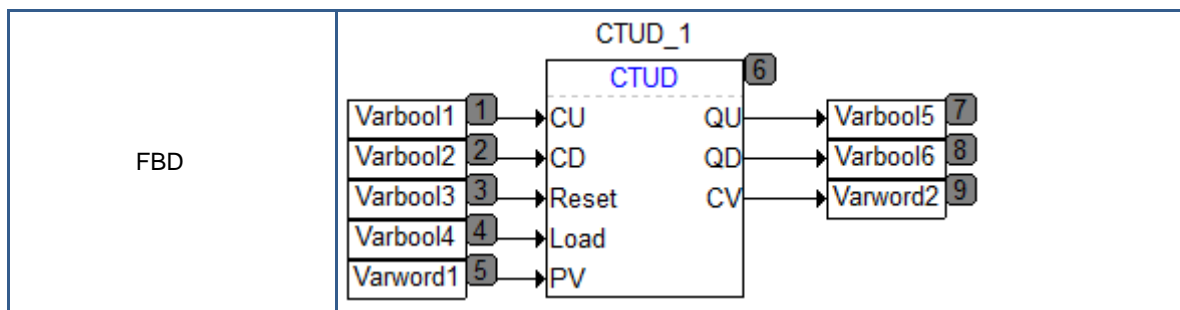 CTUD_1
CTUD 6
Varbool1 1 CU QU Varbool5 7
FBD Varbool2 2 CD QD Varbool6 8
Varbool3 3 Reset CV Varword2 9
Varbool4 4 Load
Varword1 5 PV